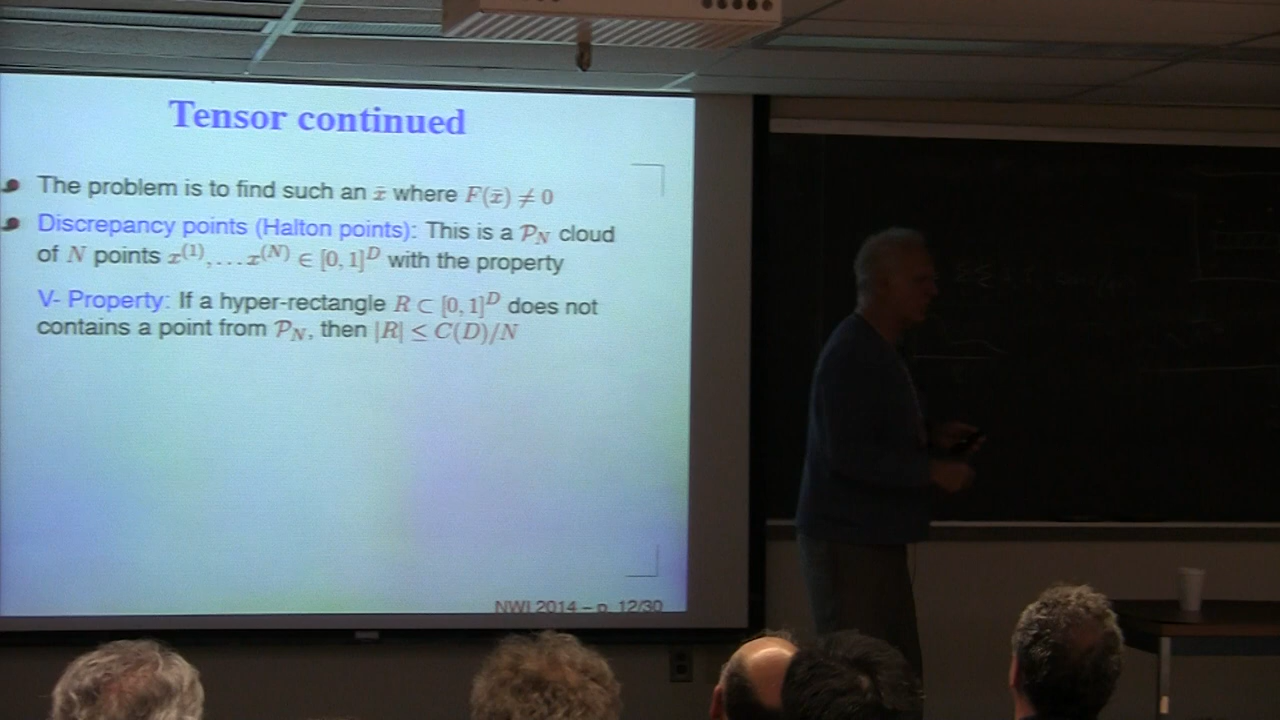 Tensor continued
The problem is to find such an x̄ where F(x̄) ≠ 0
Discrepancy points (Halton points): This is a 𝒫_N cloud
of N points x^(1), … x^(N) ∈ [0, 1]^D with the property
V- Property: If a hyper-rectangle R ⊂ [0, 1]^D does not
contains a point from 𝒫_N, then |R| ≤ C(D)/N
NWI 2014 – p. 12/30